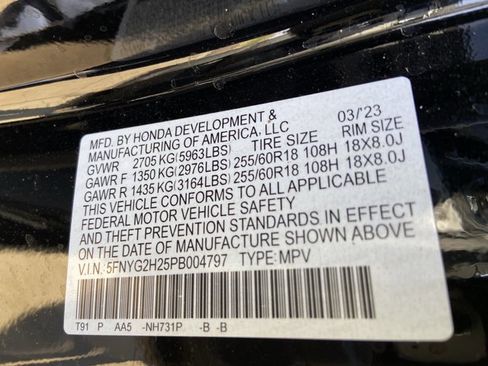 MFD. BY HONDA DEVELOPMENT & 03/'23
MANUFACTURING OF AMERICA, LLC
GVWR 2705 KG(5963LBS) TIRE SIZE RIM SIZE
GAWR F 1350 KG(2976LBS) 255/60R18 108H 18X8.0J
GAWR R 1435 KG(3164LBS) 255/60R18 108H 18X8.0J
THIS VEHICLE CONFORMS TO ALL APPLICABLE
FEDERAL MOTOR VEHICLE SAFETY
AND THEFT PREVENTION STANDARDS IN EFFECT
ON THE DATE OF MANUFACTURE SHOWN ABOVE
V.I.N. 5FNYG2H25PB004797 TYPE: MPV
T91 P AA5 -NH731P -B -B